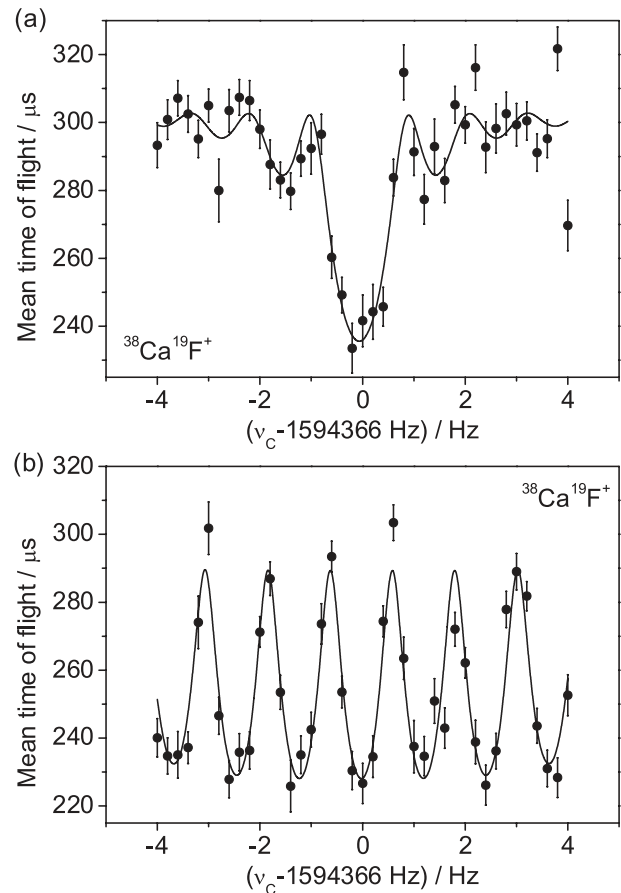 (a)
320
300
280
260
240
Mean time of flight / μs
³⁸Ca¹⁹F⁺
-4 -2 0 2 4
(ν_C-1594366 Hz) / Hz
(b)
320
300
280
260
240
220
Mean time of flight / μs
³⁸Ca¹⁹F⁺
-4 -2 0 2 4
(ν_C-1594366 Hz) / Hz